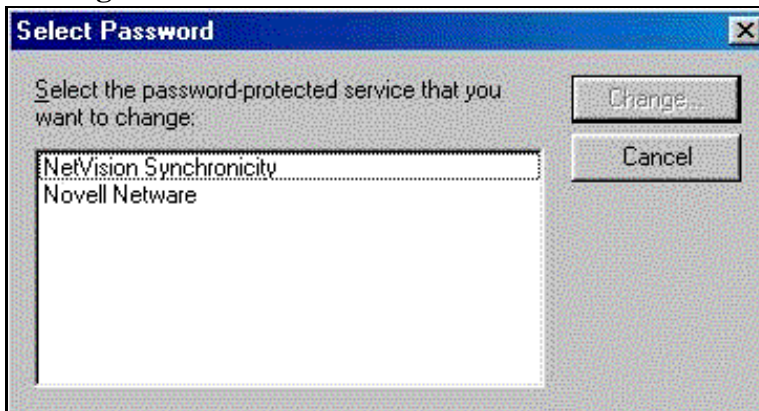 Select Password
Select the password-protected service that you
want to change:
Change...
Cancel
NetVision Synchronicity
Novell Netware